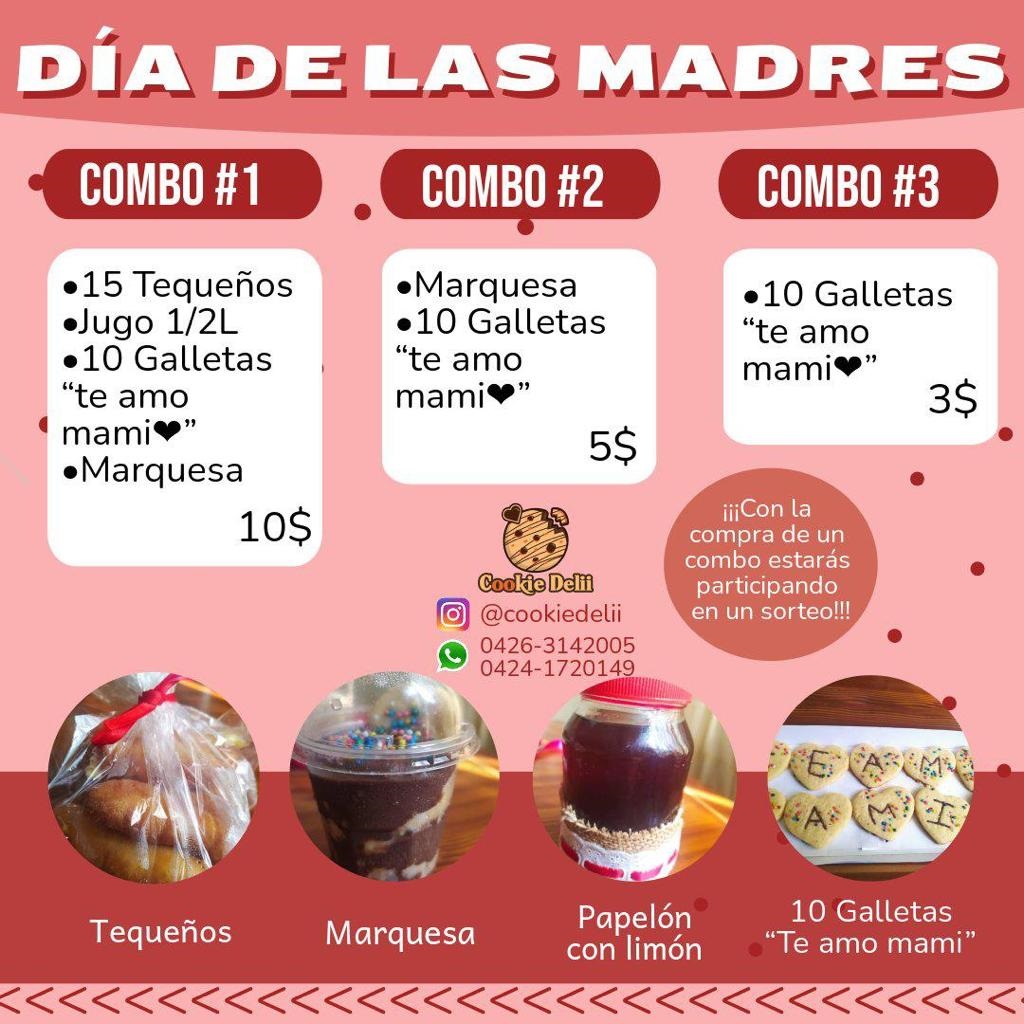 DÍA DE LAS MADRES
COMBO #1
•15 Tequeños
•Jugo 1/2L
•10 Galletas
“te amo
mami❤”
•Marquesa
10$
COMBO #2
•Marquesa
•10 Galletas
“te amo
mami❤”
5$
COMBO #3
•10 Galletas
“te amo
mami❤”
3$
¡¡¡Con la
compra de un
combo estarás
participando
en un sorteo!!!
Cookie Delii
@cookiedelii
0426-3142005
0424-1720149
E A M
A M I
Tequeños
Marquesa
Papelón
con limón
10 Galletas
“Te amo mami”